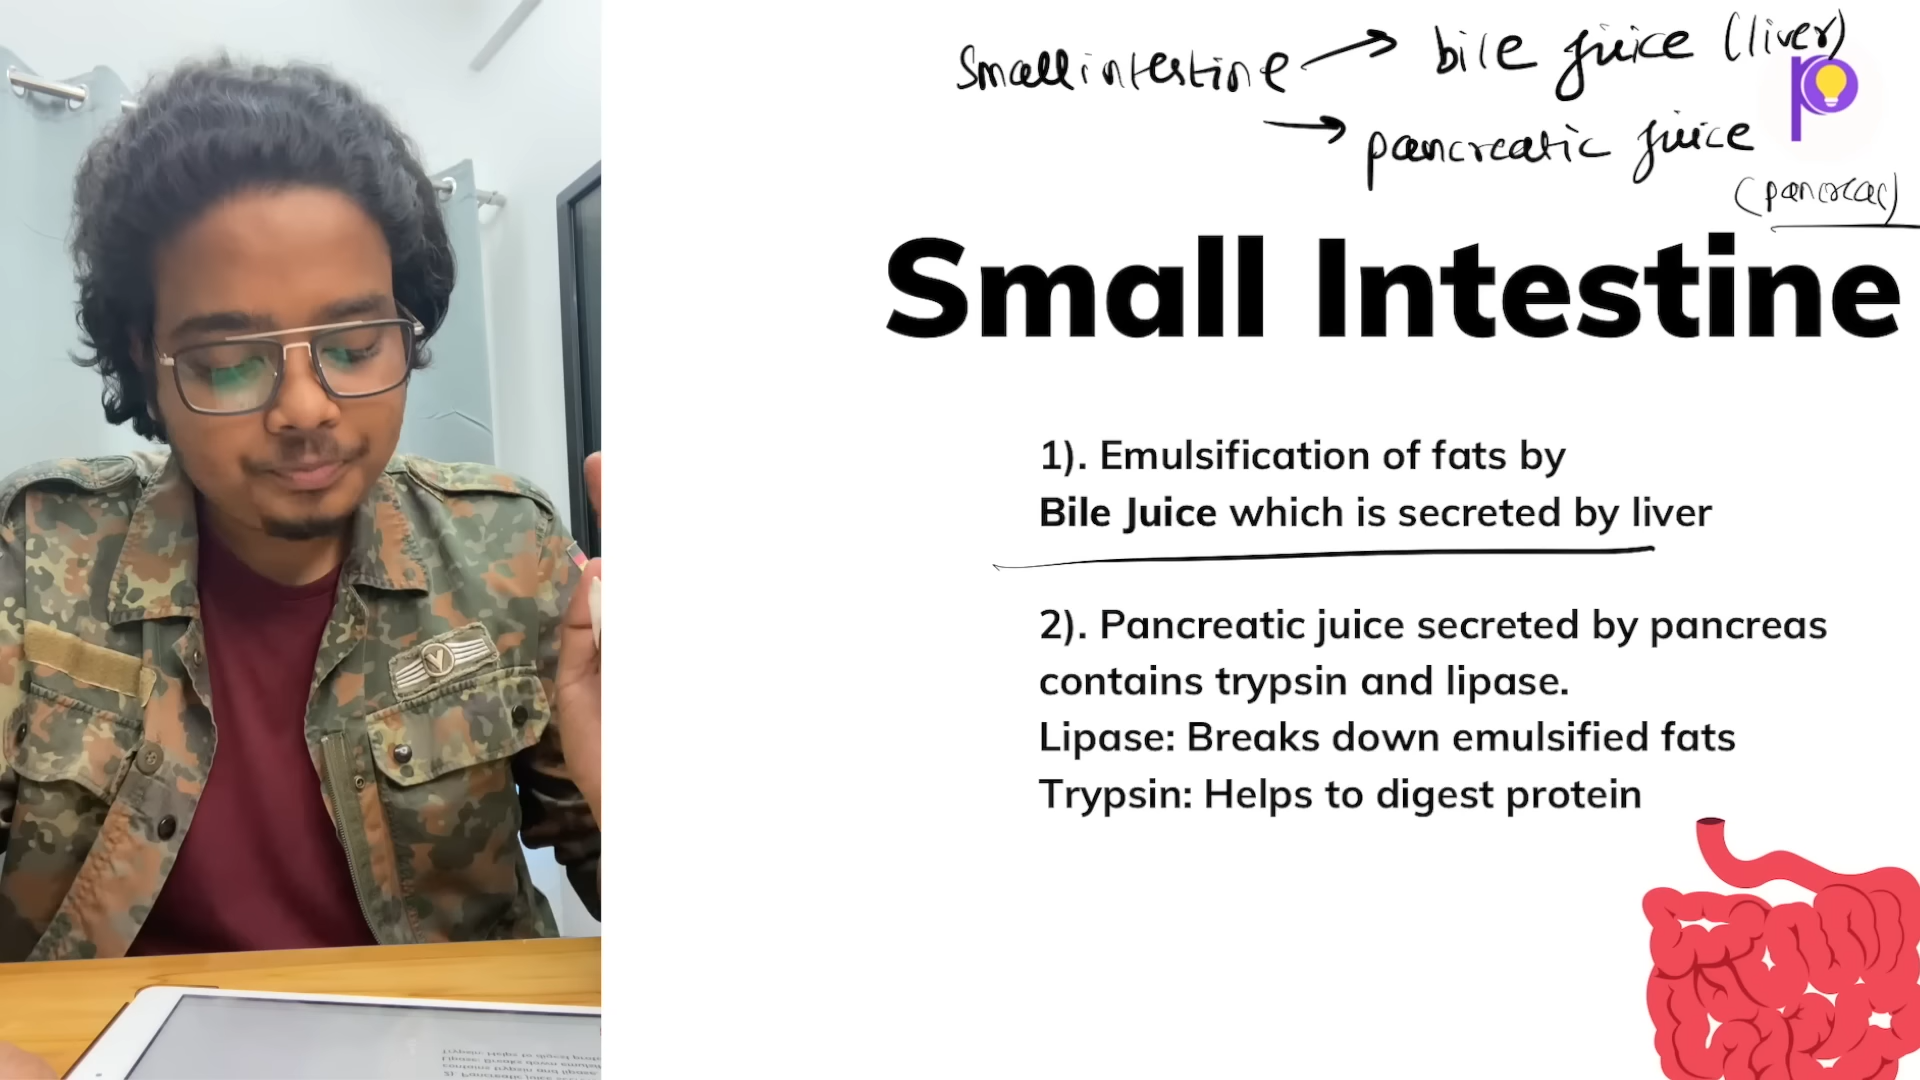 Small intestine → bile juice (liver)
→ pancreatic juice
(pancreas)
Small Intestine
1). Emulsification of fats by
Bile Juice which is secreted by liver
2). Pancreatic juice secreted by pancreas
contains trypsin and lipase.
Lipase: Breaks down emulsified fats
Trypsin: Helps to digest protein